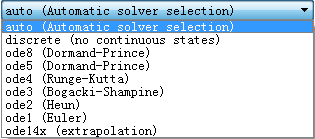 auto (Automatic solver selection)
auto (Automatic solver selection)
discrete (no continuous states)
ode8 (Dormand-Prince)
ode5 (Dormand-Prince)
ode4 (Runge-Kutta)
ode3 (Bogacki-Shampine)
ode2 (Heun)
ode1 (Euler)
ode14x (extrapolation)